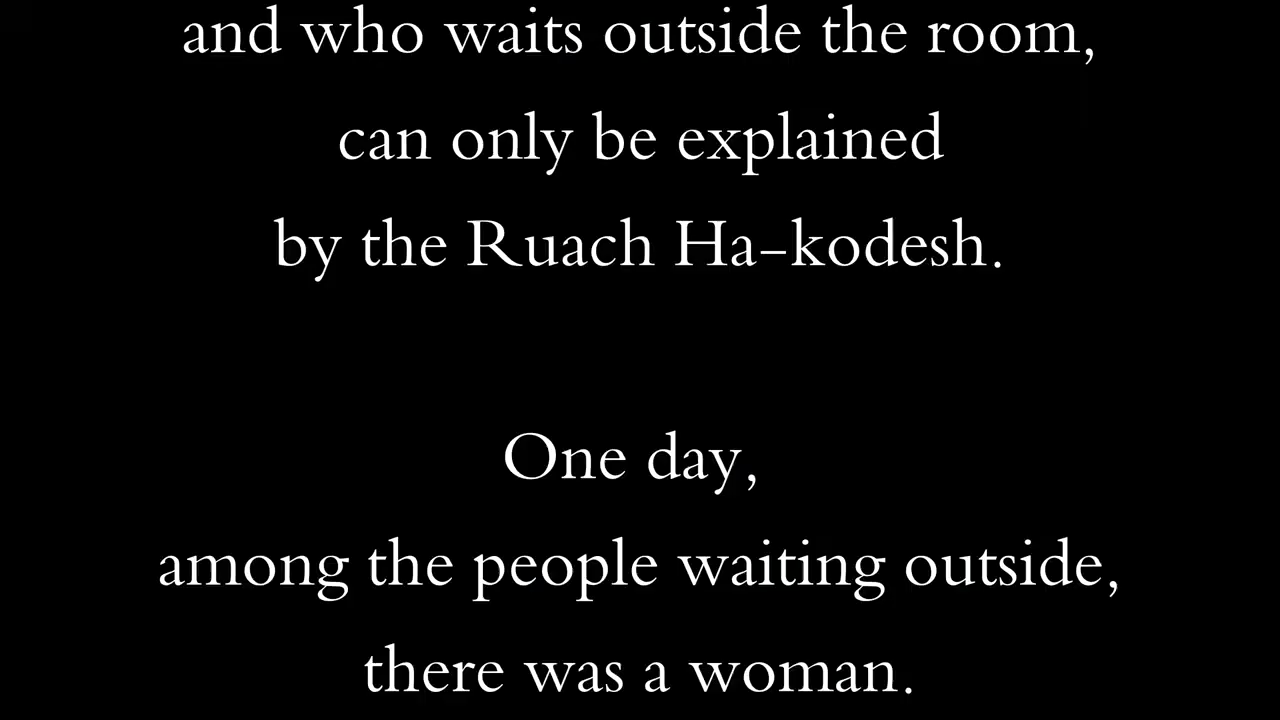 and who waits outside the room,
can only be explained
by the Ruach Ha-kodesh.
One day,
among the people waiting outside,
there was a woman.